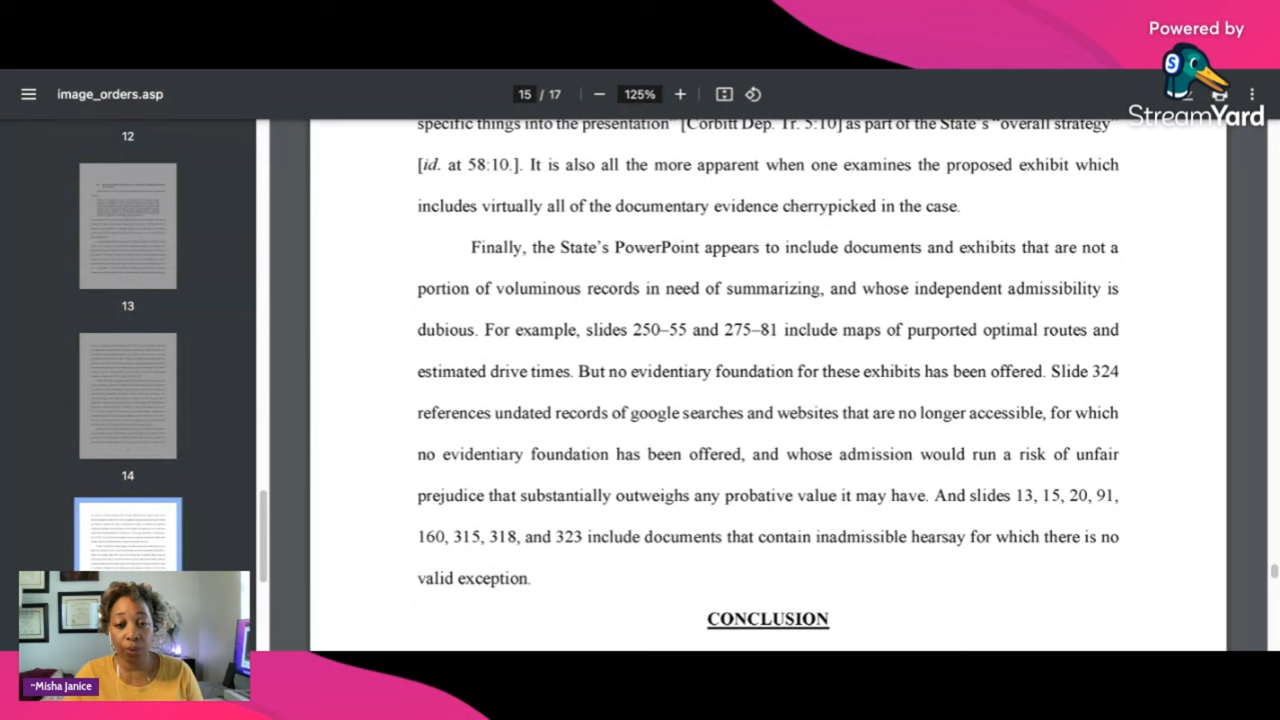 Powered by
StreamYard
image_orders.asp
15 / 17
125%
12
13
14
specific things into the presentation" [Corbitt Dep. Tr. 5:10] as part of the State's "overall strategy"
[id. at 58:10.]. It is also all the more apparent when one examines the proposed exhibit which
includes virtually all of the documentary evidence cherrypicked in the case.
Finally, the State's PowerPoint appears to include documents and exhibits that are not a
portion of voluminous records in need of summarizing, and whose independent admissibility is
dubious. For example, slides 250–55 and 275–81 include maps of purported optimal routes and
estimated drive times. But no evidentiary foundation for these exhibits has been offered. Slide 324
references undated records of google searches and websites that are no longer accessible, for which
no evidentiary foundation has been offered, and whose admission would run a risk of unfair
prejudice that substantially outweighs any probative value it may have. And slides 13, 15, 20, 91,
160, 315, 318, and 323 include documents that contain inadmissible hearsay for which there is no
valid exception.
CONCLUSION
~Misha Janice